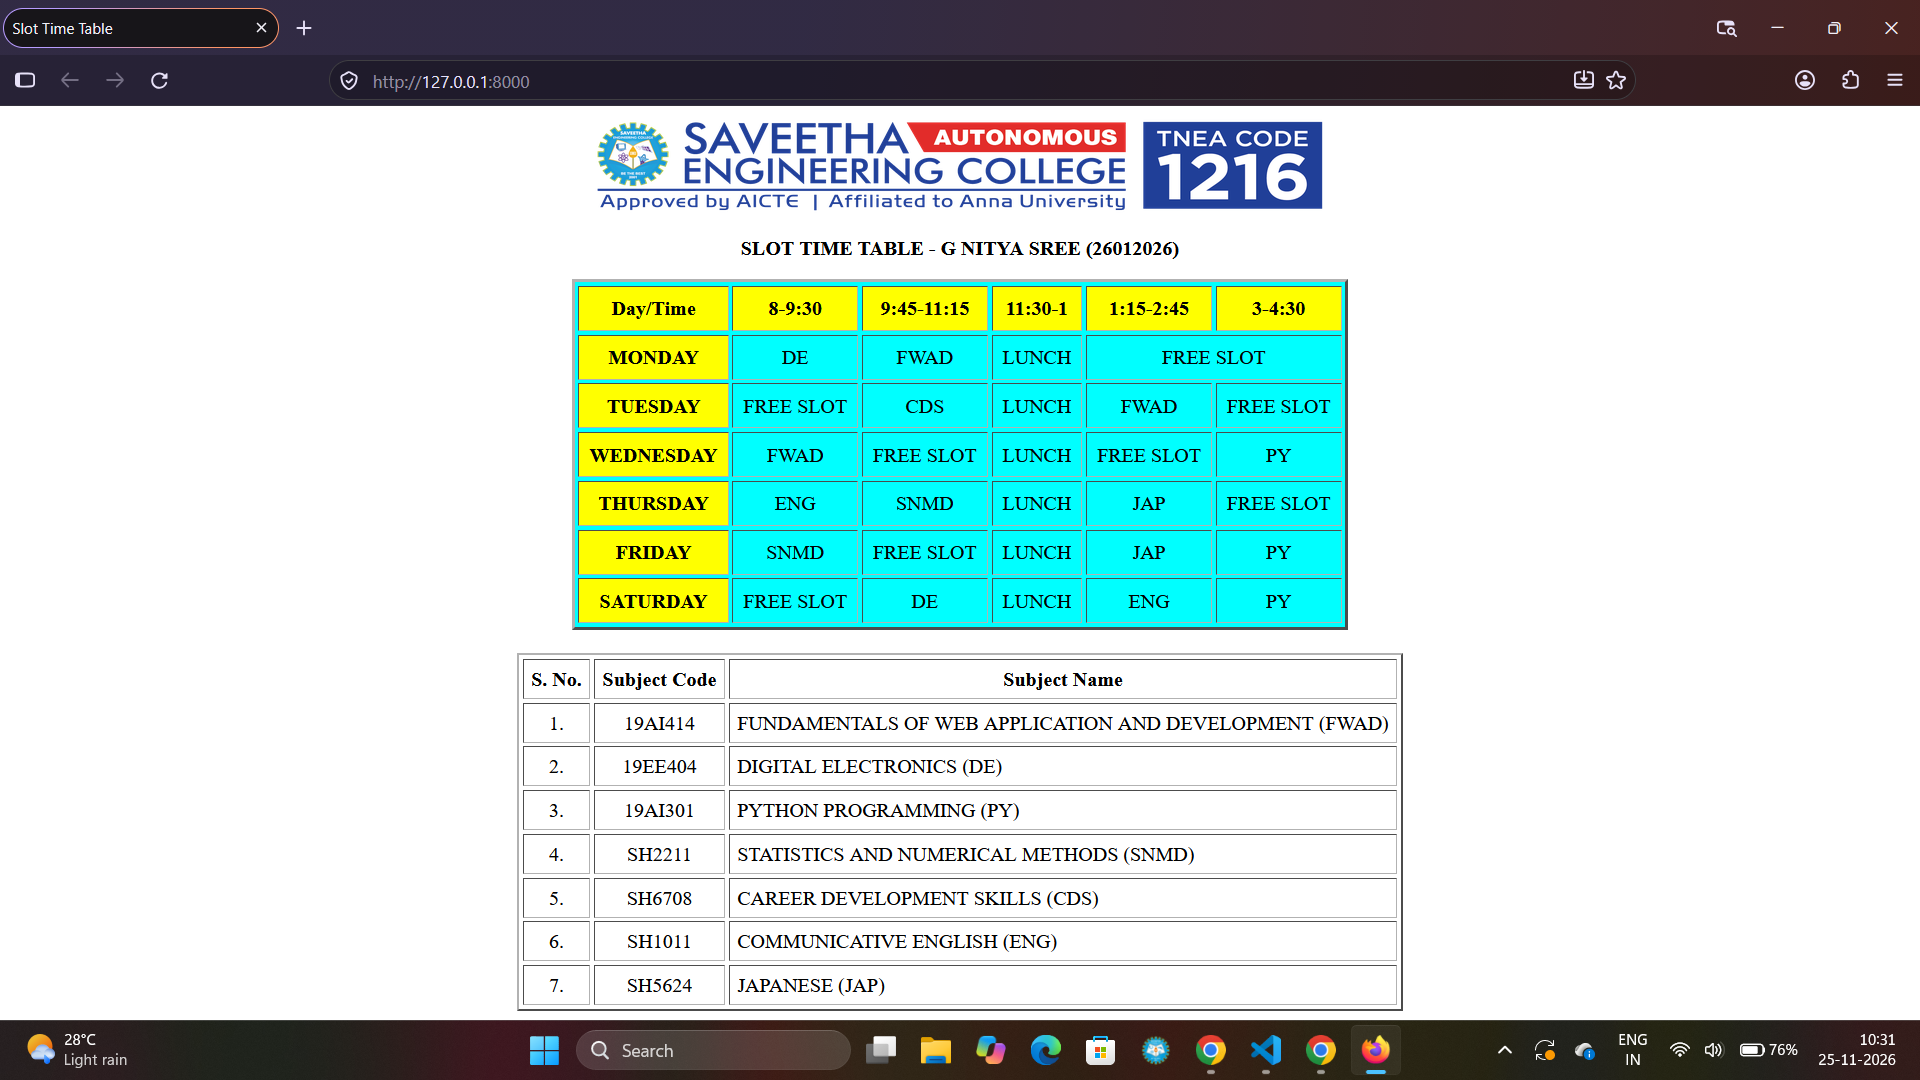 Slot Time Table
http://127.0.0.1:8000
SAVEETHA AUTONOMOUS
ENGINEERING COLLEGE
Approved by AICTE | Affiliated to Anna University
TNEA CODE
1216
SLOT TIME TABLE - G NITYA SREE (26012026)
Day/Time 8-9:30 9:45-11:15 11:30-1 1:15-2:45 3-4:30
MONDAY DE FWAD LUNCH FREE SLOT
TUESDAY FREE SLOT CDS LUNCH FWAD FREE SLOT
WEDNESDAY FWAD FREE SLOT LUNCH FREE SLOT PY
THURSDAY ENG SNMD LUNCH JAP FREE SLOT
FRIDAY SNMD FREE SLOT LUNCH JAP PY
SATURDAY FREE SLOT DE LUNCH ENG PY
S. No. Subject Code Subject Name
1. 19AI414 FUNDAMENTALS OF WEB APPLICATION AND DEVELOPMENT (FWAD)
2. 19EE404 DIGITAL ELECTRONICS (DE)
3. 19AI301 PYTHON PROGRAMMING (PY)
4. SH2211 STATISTICS AND NUMERICAL METHODS (SNMD)
5. SH6708 CAREER DEVELOPMENT SKILLS (CDS)
6. SH1011 COMMUNICATIVE ENGLISH (ENG)
7. SH5624 JAPANESE (JAP)
28°C
Light rain
Search
ENG
IN
76%
10:31
25-11-2026